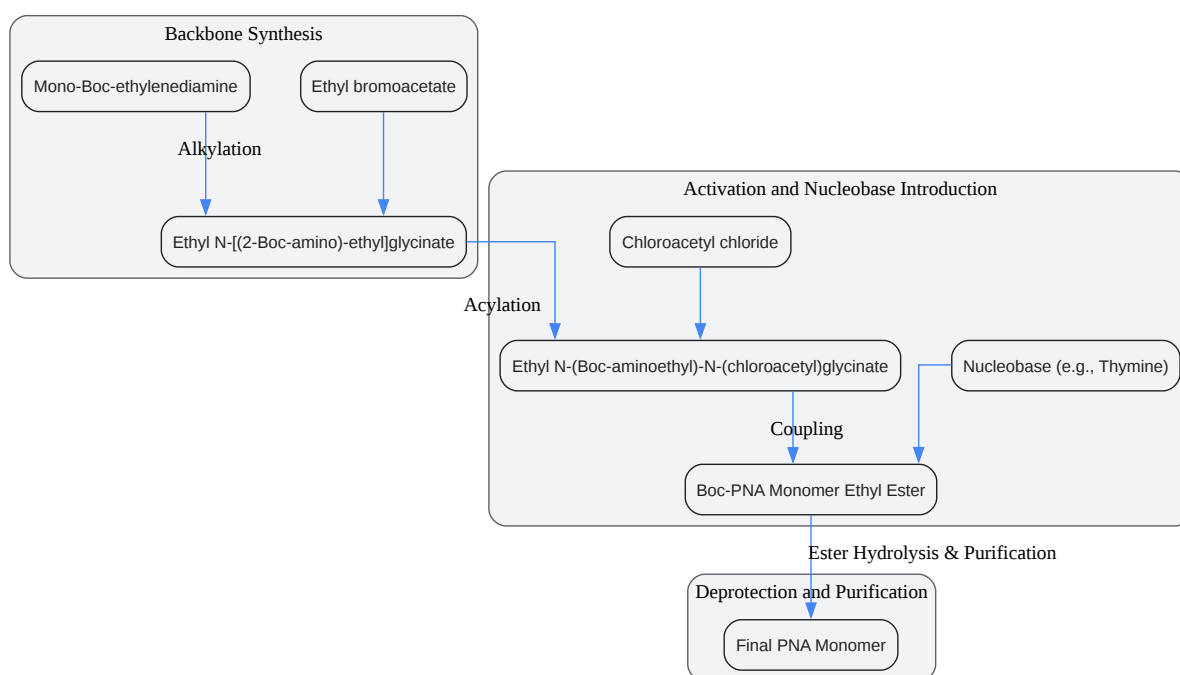 Backbone Synthesis
Mono-Boc-ethylenediamine
Ethyl bromoacetate
Alkylation
Ethyl N-[(2-Boc-amino)-ethyl]glycinate
Activation and Nucleobase Introduction
Chloroacetyl chloride
Acylation
Ethyl N-(Boc-aminoethyl)-N-(chloroacetyl)glycinate
Nucleobase (e.g., Thymine)
Coupling
Boc-PNA Monomer Ethyl Ester
Ester Hydrolysis & Purification
Deprotection and Purification
Final PNA Monomer